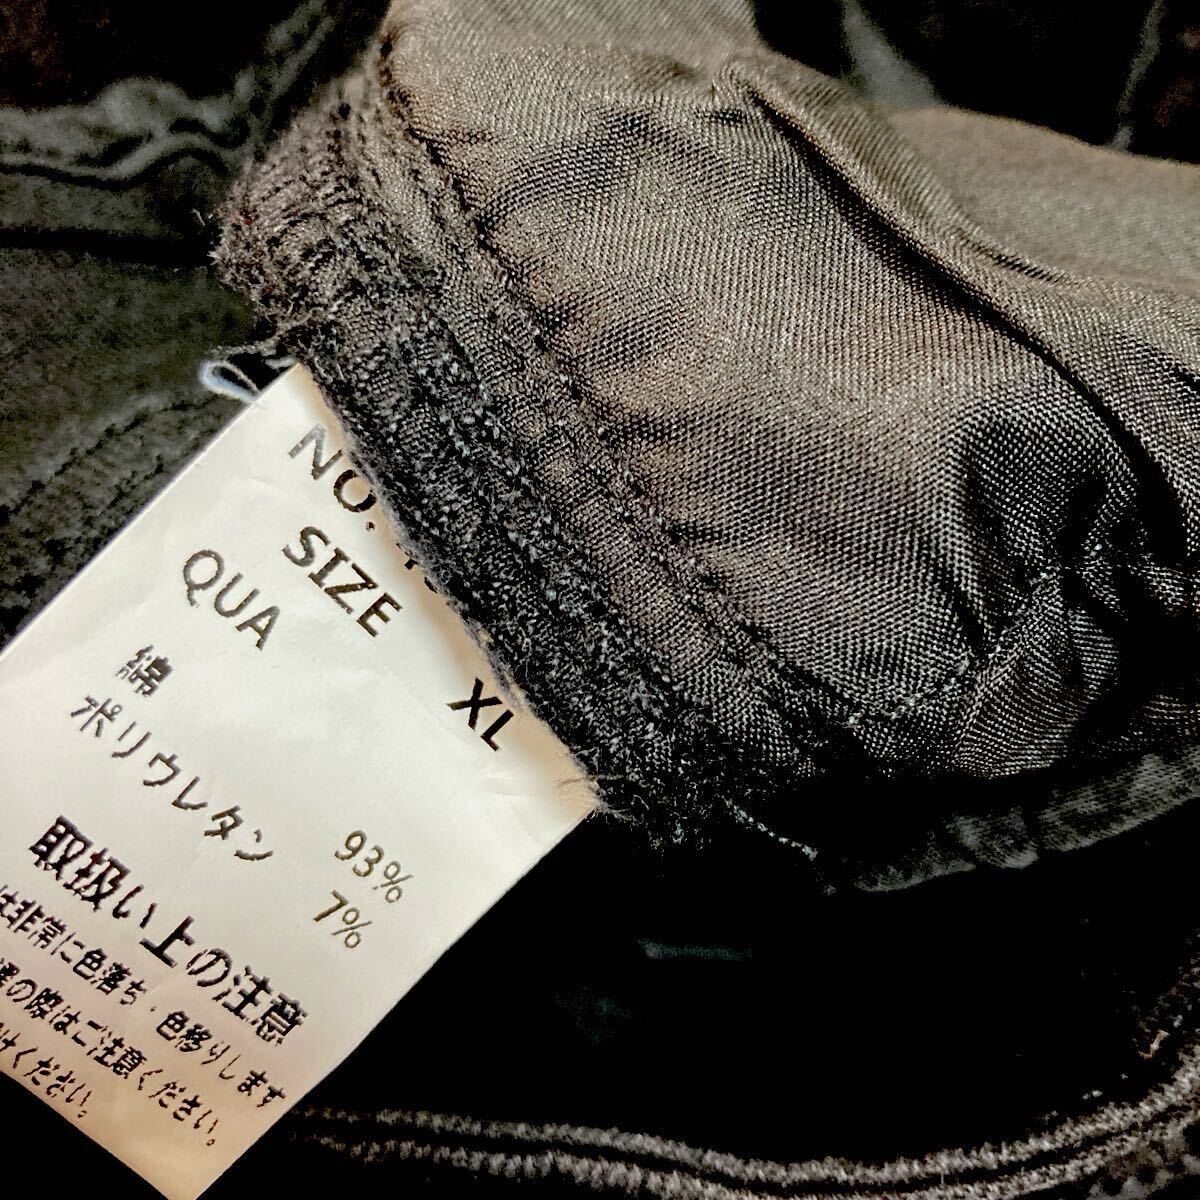 NO.
SIZE XL
QUA
綿 93%
ポリウレタン 7%
取扱い上の注意
は非常に色落ち・色移りします
の際はご注意ください。
ください。